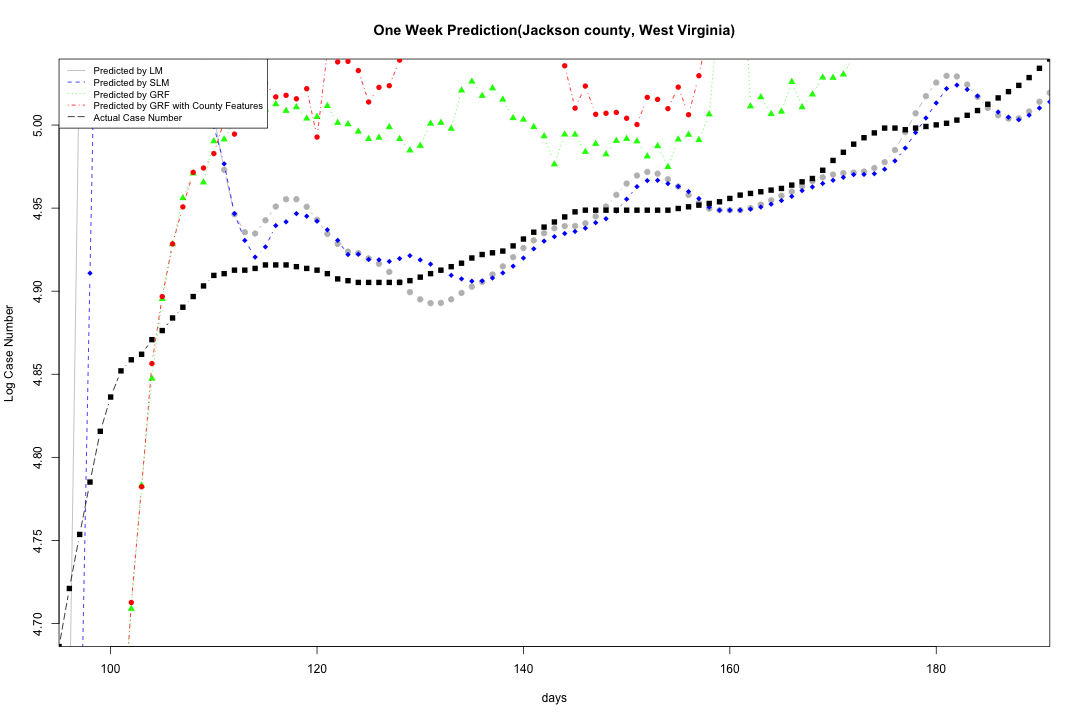 One Week Prediction(Jackson county, West Virginia)
Predicted by LM
Predicted by SLM
Predicted by GRF
Predicted by GRF with County Features
Actual Case Number
Log Case Number
5.00
4.95
4.90
4.85
4.80
4.75
4.70
100 120 140 160 180
days